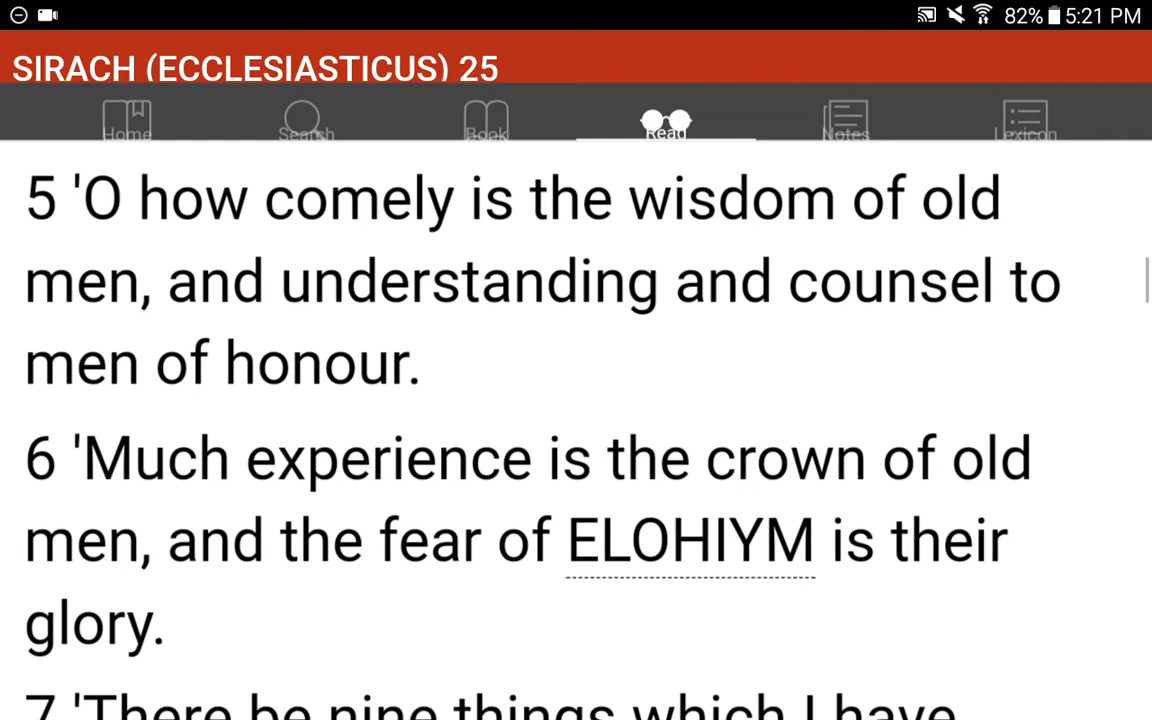 82% 5:21 PM
SIRACH (ECCLESIASTICUS) 25
Home Search Book Read Notes Lexicon
5 'O how comely is the wisdom of old
men, and understanding and counsel to
men of honour.
6 'Much experience is the crown of old
men, and the fear of ELOHIYM is their
glory.
7 'There be nine things which I have